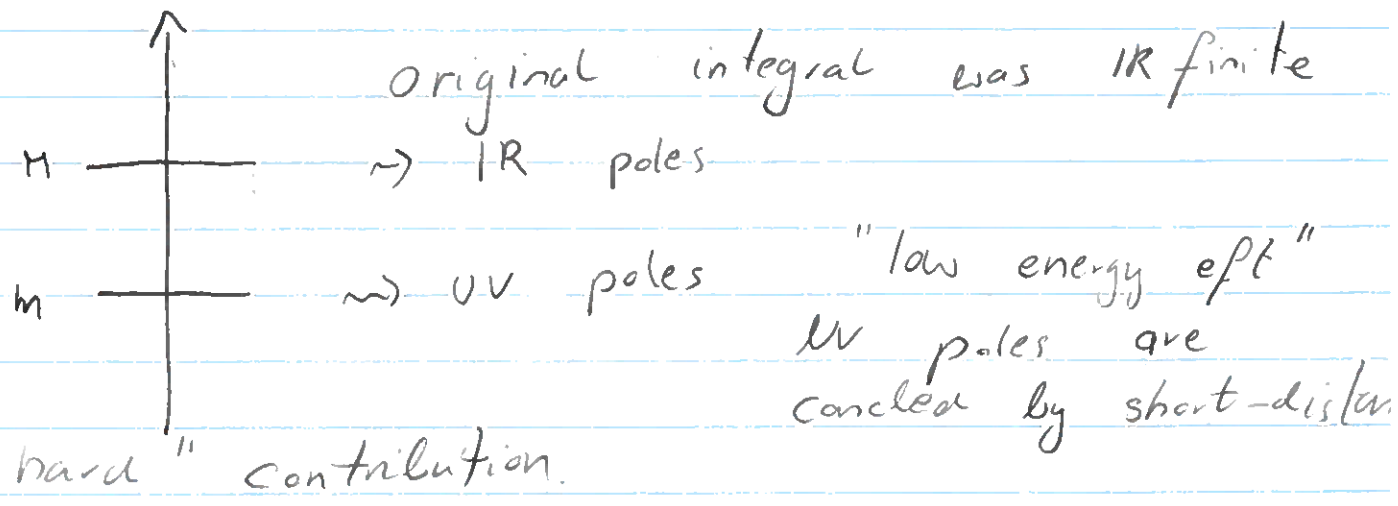 original integral was IR finite
M ~> IR poles
m ~> UV poles "low energy eft"
UV poles are
cancled by short-distan
hard" contribution.